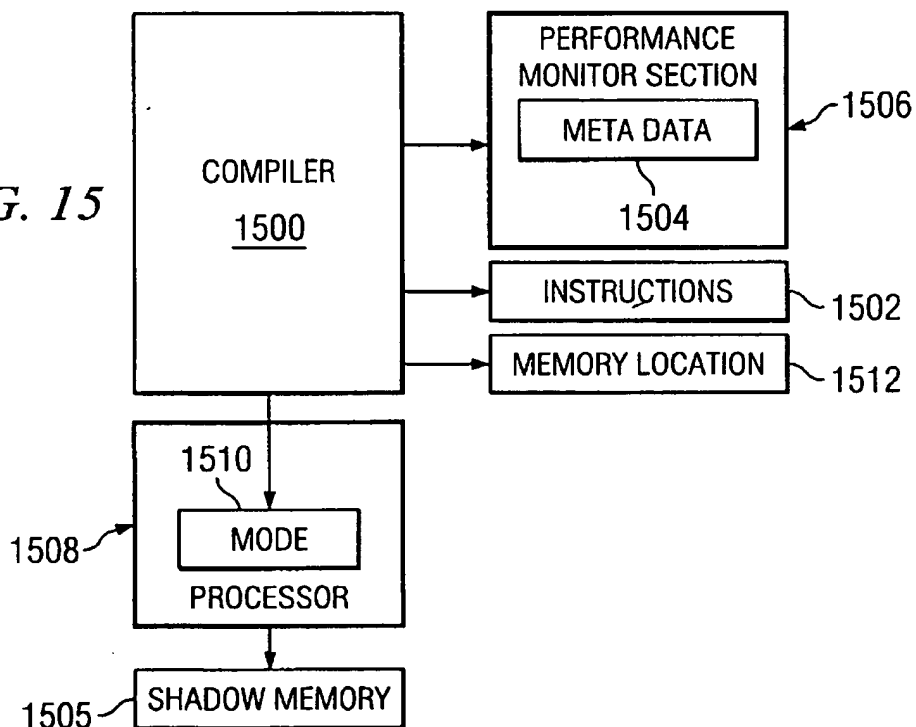 G. 15
COMPILER
1500
PERFORMANCE
MONITOR SECTION
META DATA
1504
1506
INSTRUCTIONS
1502
MEMORY LOCATION
1512
1510
MODE
PROCESSOR
1508
SHADOW MEMORY
1505